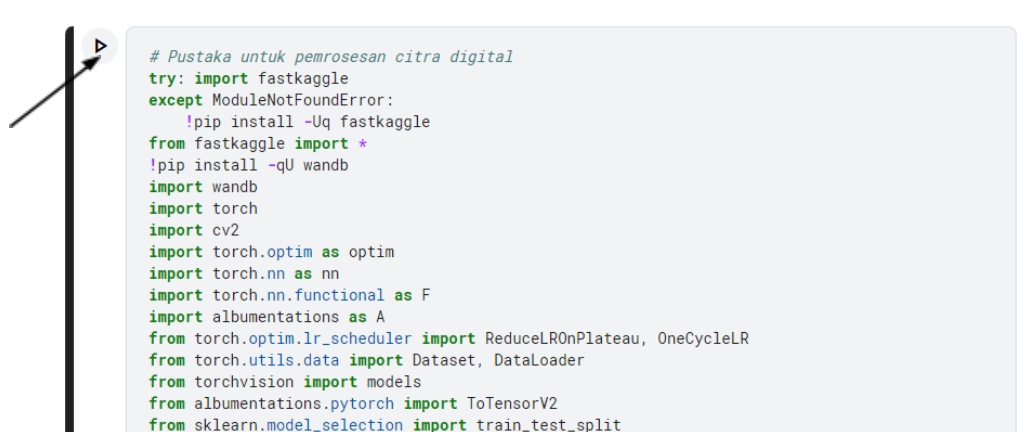 # Pustaka untuk pemrosesan citra digital
try: import fastkaggle
except ModuleNotFoundError:
    !pip install -Uq fastkaggle
from fastkaggle import *
!pip install -qU wandb
import wandb
import torch
import cv2
import torch.optim as optim
import torch.nn as nn
import torch.nn.functional as F
import albumentations as A
from torch.optim.lr_scheduler import ReduceLROnPlateau, OneCycleLR
from torch.utils.data import Dataset, DataLoader
from torchvision import models
from albumentations.pytorch import ToTensorV2
from sklearn.model_selection import train_test_split